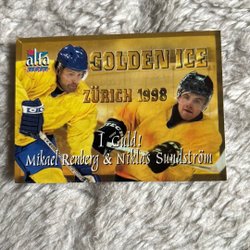 alfa
GOLDEN ICE
ZÜRICH 1998
I Guld:
Mikael Renberg & Niklas Sundström